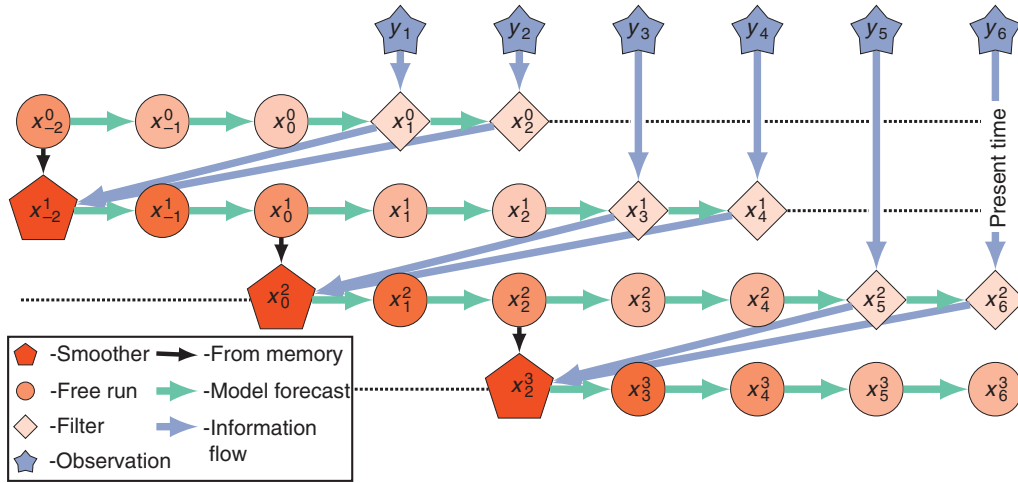 y₁ y₂ y₃ y₄ y₅ y₆
x⁰₋₂ x⁰₋₁ x⁰₀ x⁰₁ x⁰₂
Present time
x¹₋₂ x¹₋₁ x¹₀ x¹₁ x¹₂ x¹₃ x¹₄
x²₀ x²₁ x²₂ x²₃ x²₄ x²₅ x²₆
x³₂ x³₃ x³₄ x³₅ x³₆
-Smoother -From memory
-Free run -Model forecast
-Filter -Information
flow
-Observation